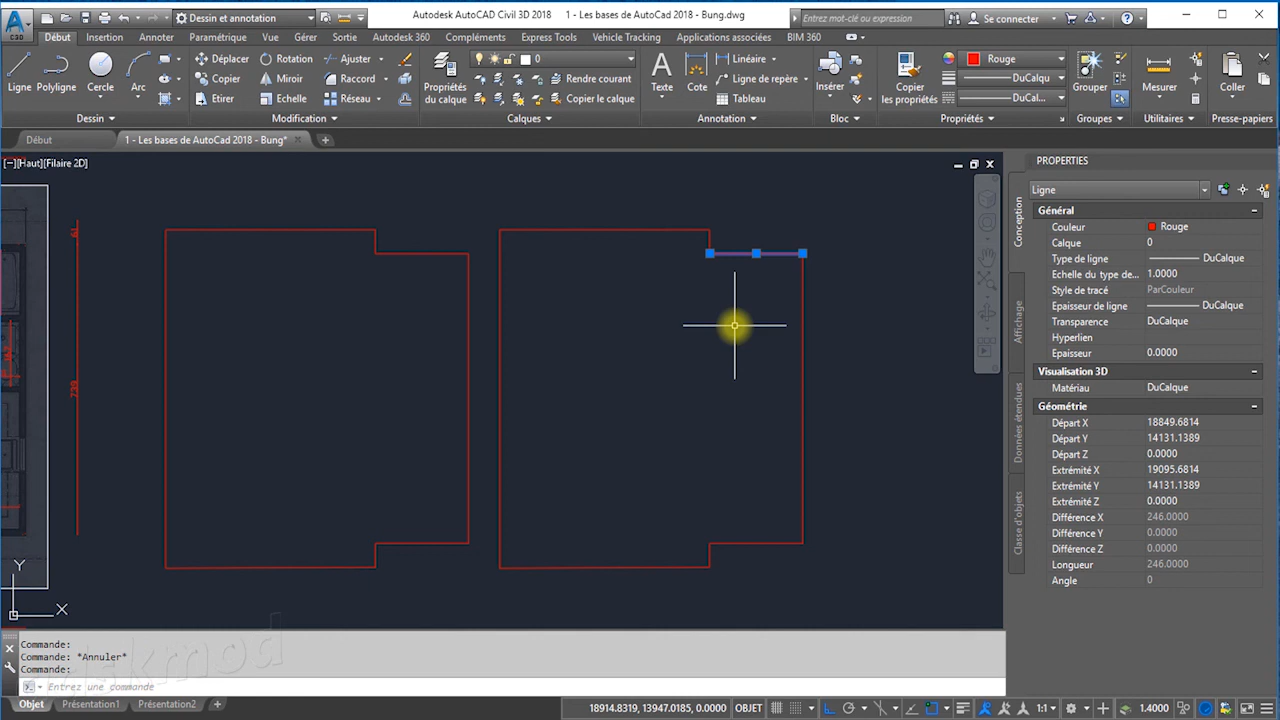 Dessin et annotation
Autodesk AutoCAD Civil 3D 2018
1 - Les bases de AutoCad 2018 - Bung.dwg
Entrez mot-clé ou expression
Se connecter
C3D
Début
Insertion
Annoter
Paramétrique
Vue
Gérer
Sortie
Autodesk 360
Compléments
Express Tools
Vehicle Tracking
Applications associées
BIM 360
Ligne
Polyligne
Cercle
Arc
Déplacer
Rotation
Ajuster
Copier
Miroir
Raccord
Etirer
Echelle
Réseau
Propriétés
du calque
0
Rendre courant
Copier le calque
Texte
Cote
Linéaire
Ligne de repère
Tableau
Insérer
Copier
les propriétés
Rouge
DuCalqu
DuCal...
Grouper
Mesurer
Coller
Dessin
Modification
Calques
Annotation
Bloc
Propriétés
Groupes
Utilitaires
Presse-papiers
Début
1 - Les bases de AutoCad 2018 - Bung*
[−][Haut][Filaire 2D]
61
739
Y
X
PROPERTIES
Ligne
Conception
Affichage
Données étendues
Classe d'objets
Général
Couleur Rouge
Calque 0
Type de ligne DuCalque
Echelle du type de... 1.0000
Style de tracé ParCouleur
Epaisseur de ligne DuCalque
Transparence DuCalque
Hyperlien
Epaisseur 0.0000
Visualisation 3D
Matériau DuCalque
Géométrie
Départ X 18849.6814
Départ Y 14131.1389
Départ Z 0.0000
Extrémité X 19095.6814
Extrémité Y 14131.1389
Extrémité Z 0.0000
Différence X 246.0000
Différence Y 0.0000
Différence Z 0.0000
Longueur 246.0000
Angle 0
Commande:
Commande: *Annuler*
Commande:
Entrez une commande
Objet
Présentation1
Présentation2
18914.8319, 13947.0185, 0.0000
OBJET
1:1
1.4000